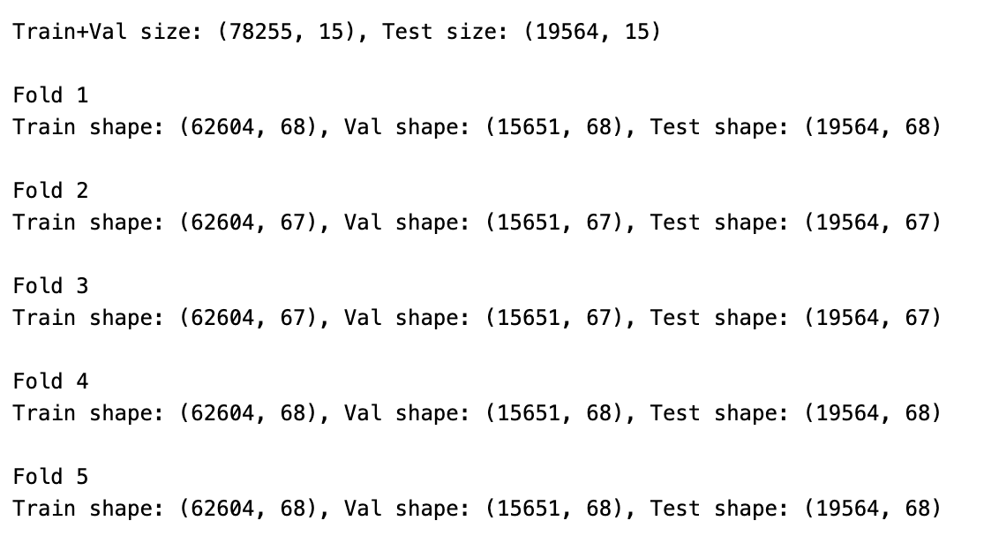 Train+Val size: (78255, 15), Test size: (19564, 15)
Fold 1
Train shape: (62604, 68), Val shape: (15651, 68), Test shape: (19564, 68)
Fold 2
Train shape: (62604, 67), Val shape: (15651, 67), Test shape: (19564, 67)
Fold 3
Train shape: (62604, 67), Val shape: (15651, 67), Test shape: (19564, 67)
Fold 4
Train shape: (62604, 68), Val shape: (15651, 68), Test shape: (19564, 68)
Fold 5
Train shape: (62604, 68), Val shape: (15651, 68), Test shape: (19564, 68)